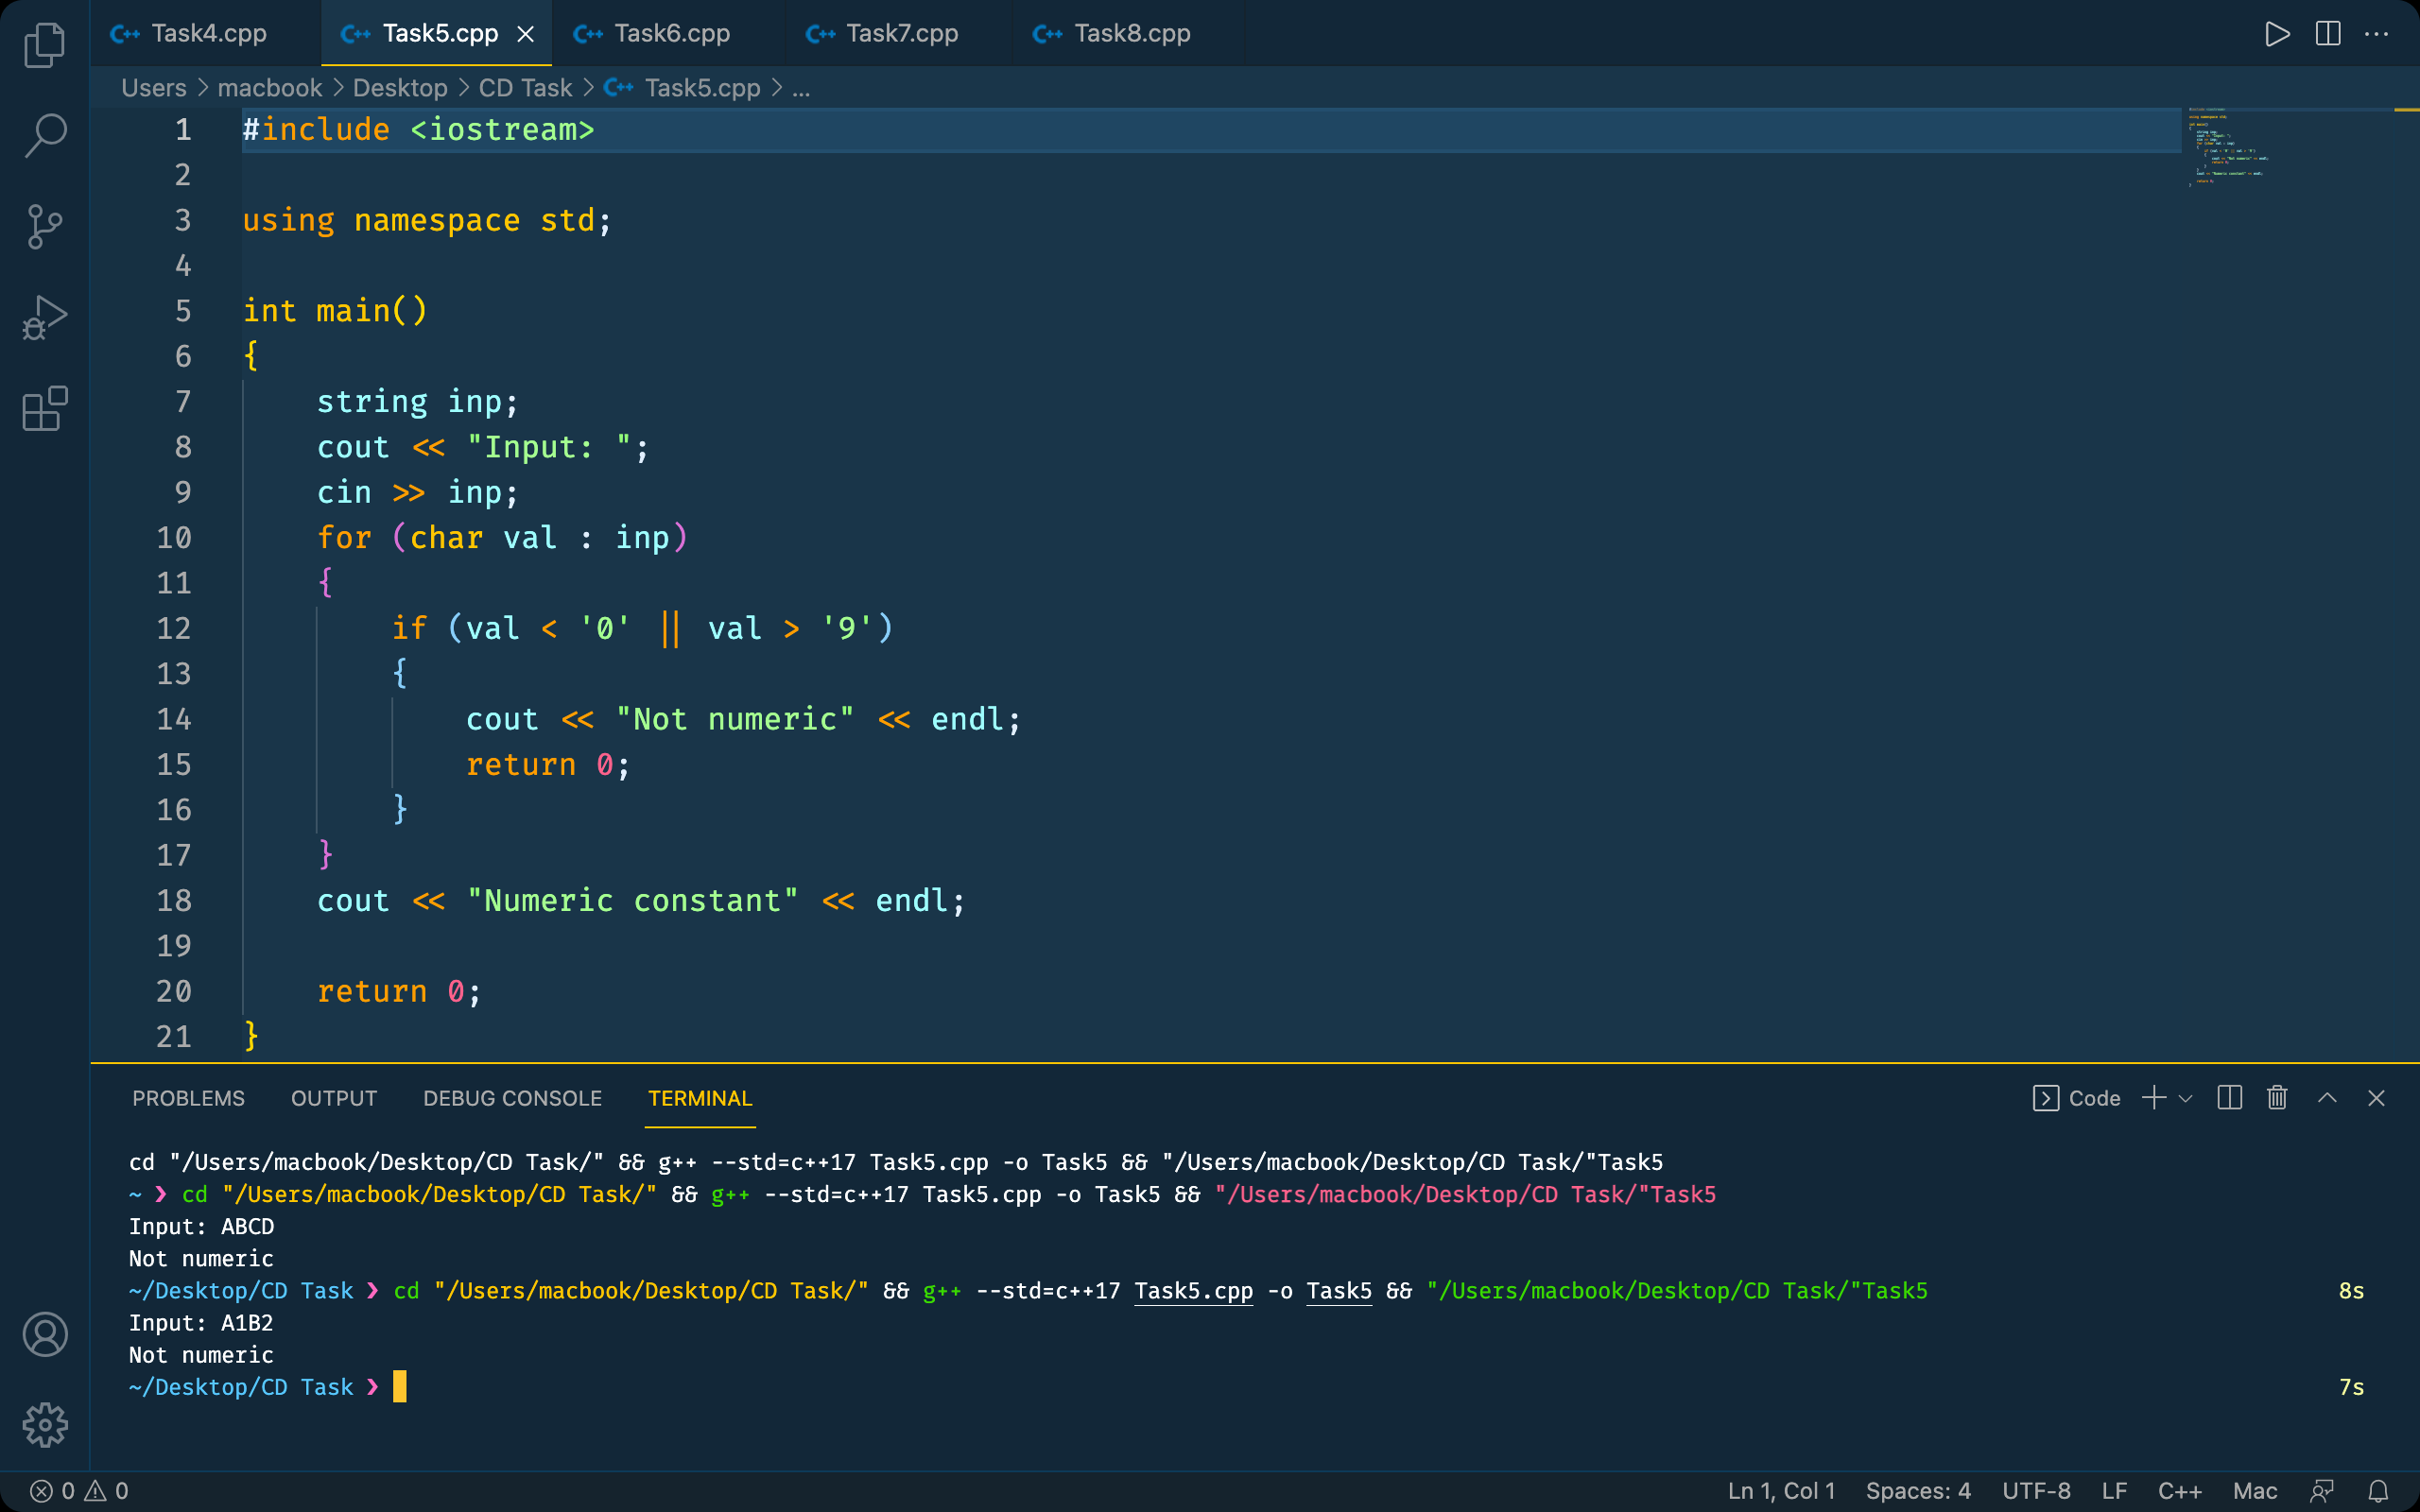 Task4.cpp Task5.cpp Task6.cpp Task7.cpp Task8.cpp
Users > macbook > Desktop > CD Task > Task5.cpp > ...
1 #include <iostream>
2
3 using namespace std;
4
5 int main()
6 {
7     string inp;
8     cout << "Input: ";
9     cin >> inp;
10     for (char val : inp)
11     {
12         if (val < '0' || val > '9')
13         {
14             cout << "Not numeric" << endl;
15             return 0;
16         }
17     }
18     cout << "Numeric constant" << endl;
19
20     return 0;
21 }
PROBLEMS OUTPUT DEBUG CONSOLE TERMINAL Code
cd "/Users/macbook/Desktop/CD Task/" && g++ --std=c++17 Task5.cpp -o Task5 && "/Users/macbook/Desktop/CD Task/"Task5
~ ❯ cd "/Users/macbook/Desktop/CD Task/" && g++ --std=c++17 Task5.cpp -o Task5 && "/Users/macbook/Desktop/CD Task/"Task5
Input: ABCD
Not numeric
~/Desktop/CD Task ❯ cd "/Users/macbook/Desktop/CD Task/" && g++ --std=c++17 Task5.cpp -o Task5 && "/Users/macbook/Desktop/CD Task/"Task5 8s
Input: A1B2
Not numeric
~/Desktop/CD Task ❯ 7s
0 0 Ln 1, Col 1 Spaces: 4 UTF-8 LF C++ Mac